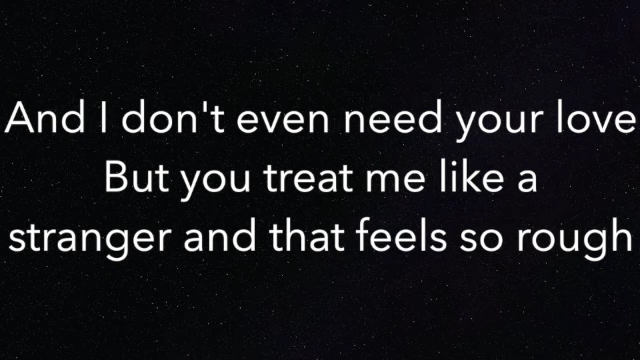 And I don't even need your love
But you treat me like a
stranger and that feels so rough